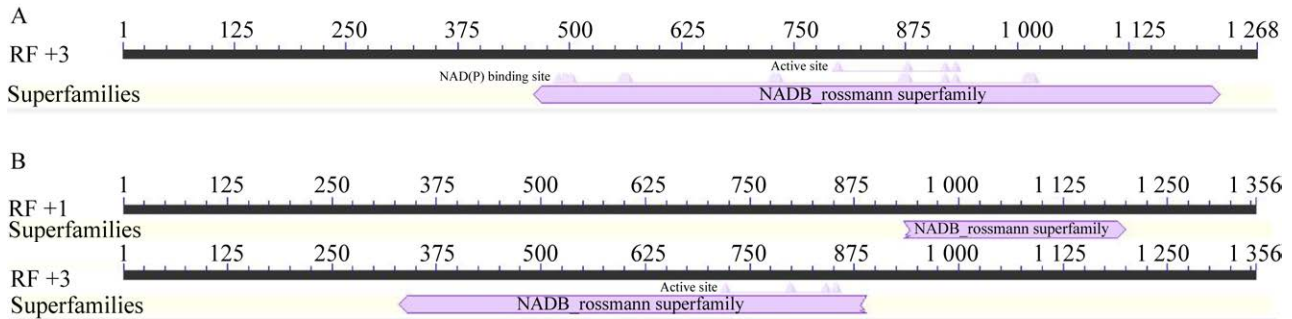 A
1 125 250 375 500 625 750 875 1 000 1 125 1 268
RF +3
Active site
NAD(P) binding site
Superfamilies NADB_rossmann superfamily
B
1 125 250 375 500 625 750 875 1 000 1 125 1 250 1 356
RF +1
Superfamilies NADB_rossmann superfamily
1 125 250 375 500 625 750 875 1 000 1 125 1 250 1 356
RF +3
Active site
Superfamilies NADB_rossmann superfamily